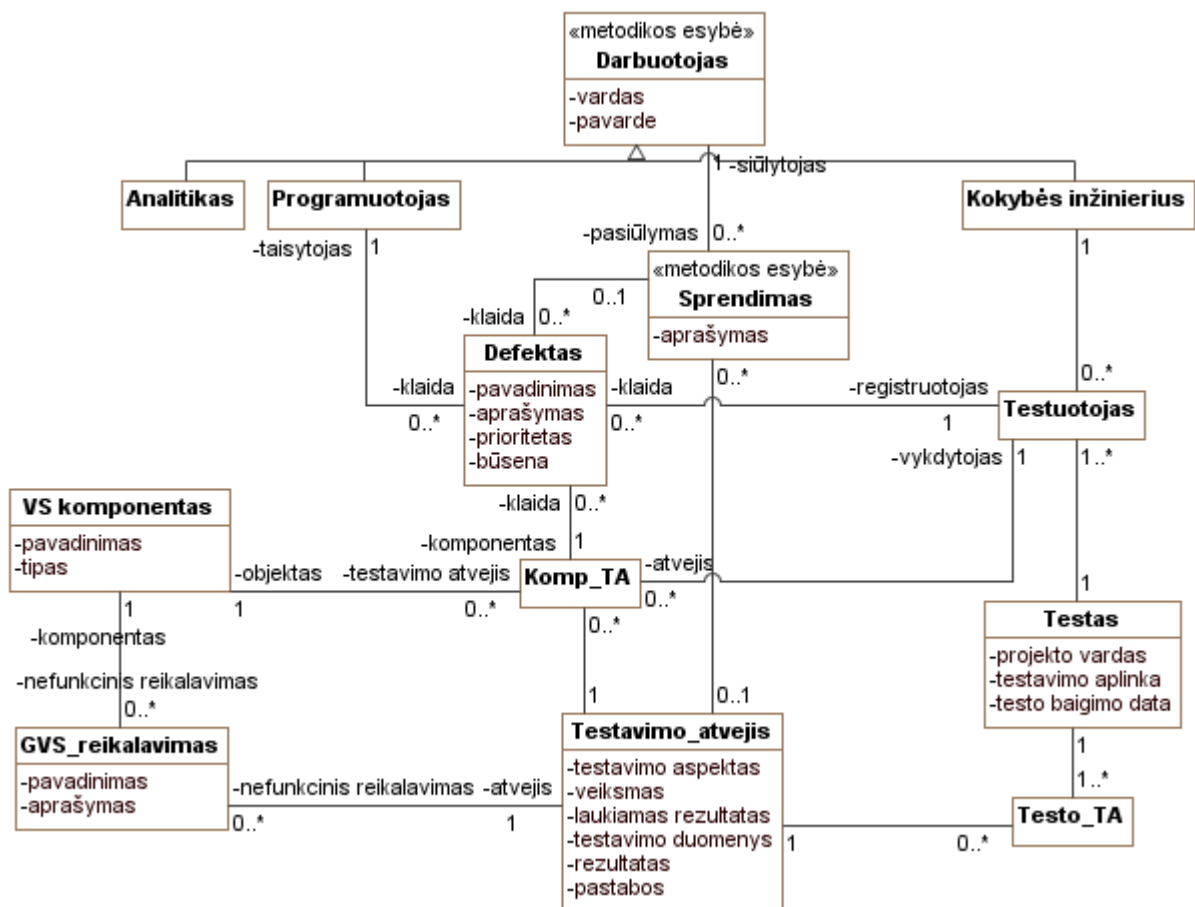 «metodikos esybė»
Darbuotojas
-vardas
-pavarde
1 -siūlytojas
Analitikas
Programuotojas
Kokybės inžinierius
-taisytojas 1
-pasiūlymas 0..*
1
«metodikos esybė»
Sprendimas
-aprašymas
0..1
-klaida 0..*
Defektas
-pavadinimas
-aprašymas
-prioritetas
-būsena
-klaida
0..*
-klaida
0..*
0..*
-registruotojas
1
0..*
Testuotojas
-vykdytojas 1
1..*
-klaida 0..*
VS komponentas
-pavadinimas
-tipas
-komponentas 1
Komp_TA
-objektas
1
-testavimo atvejis
0..*
-atvejis
0..*
0..*
1
1
Testas
-projekto vardas
-testavimo aplinka
-testo baigimo data
1
-komponentas
-nefunkcinis reikalavimas
0..*
1
0..1
GVS_reikalavimas
-pavadinimas
-aprašymas
Testavimo_atvejis
-testavimo aspektas
-veiksmas
-laukiamas rezultatas
-testavimo duomenys
-rezultatas
-pastabos
-nefunkcinis reikalavimas -atvejis
0..* 1
1
1..*
Testo_TA
1 0..*